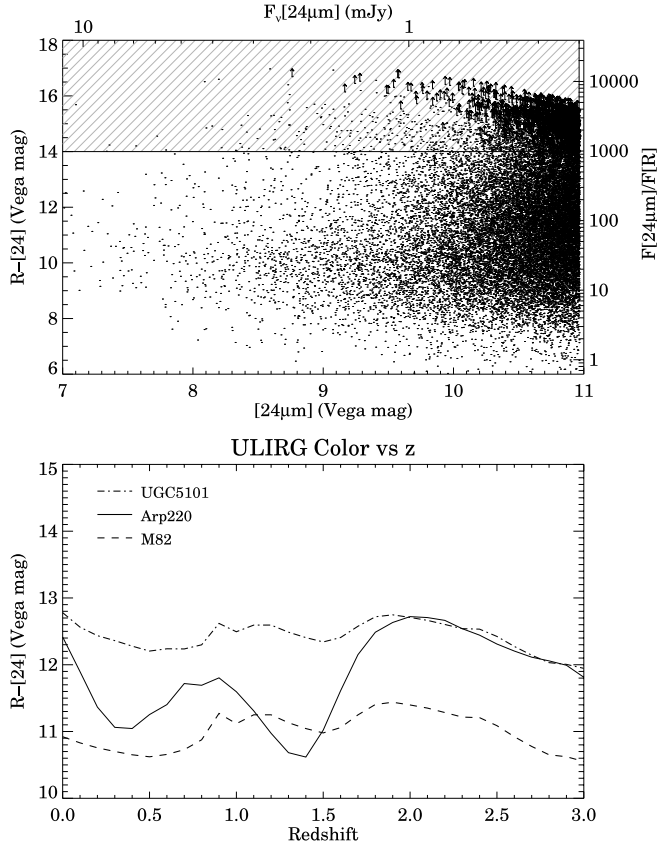 Fν[24μm] (mJy)
10 1
18
16
14
12
10
8
6
R−[24] (Vega mag)
10000
1000
100
10
1
F[24μm]/F[R]
7 8 9 10 11
[24μm] (Vega mag)
ULIRG Color vs z
15
14
13
12
11
10
R−[24] (Vega mag)
UGC5101
Arp220
M82
0.0 0.5 1.0 1.5 2.0 2.5 3.0
Redshift